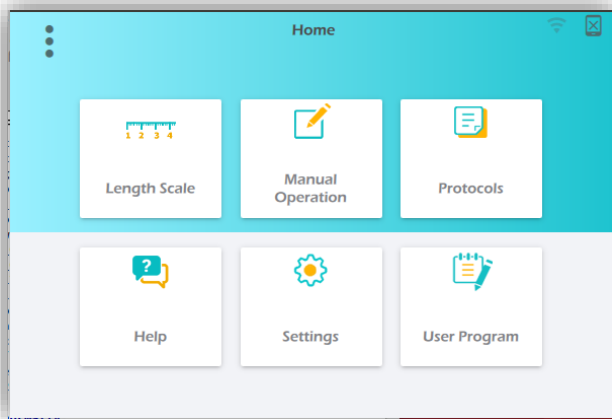 Home
1 2 3 4
Length Scale
Manual
Operation
Protocols
?
Help
Settings
User Program